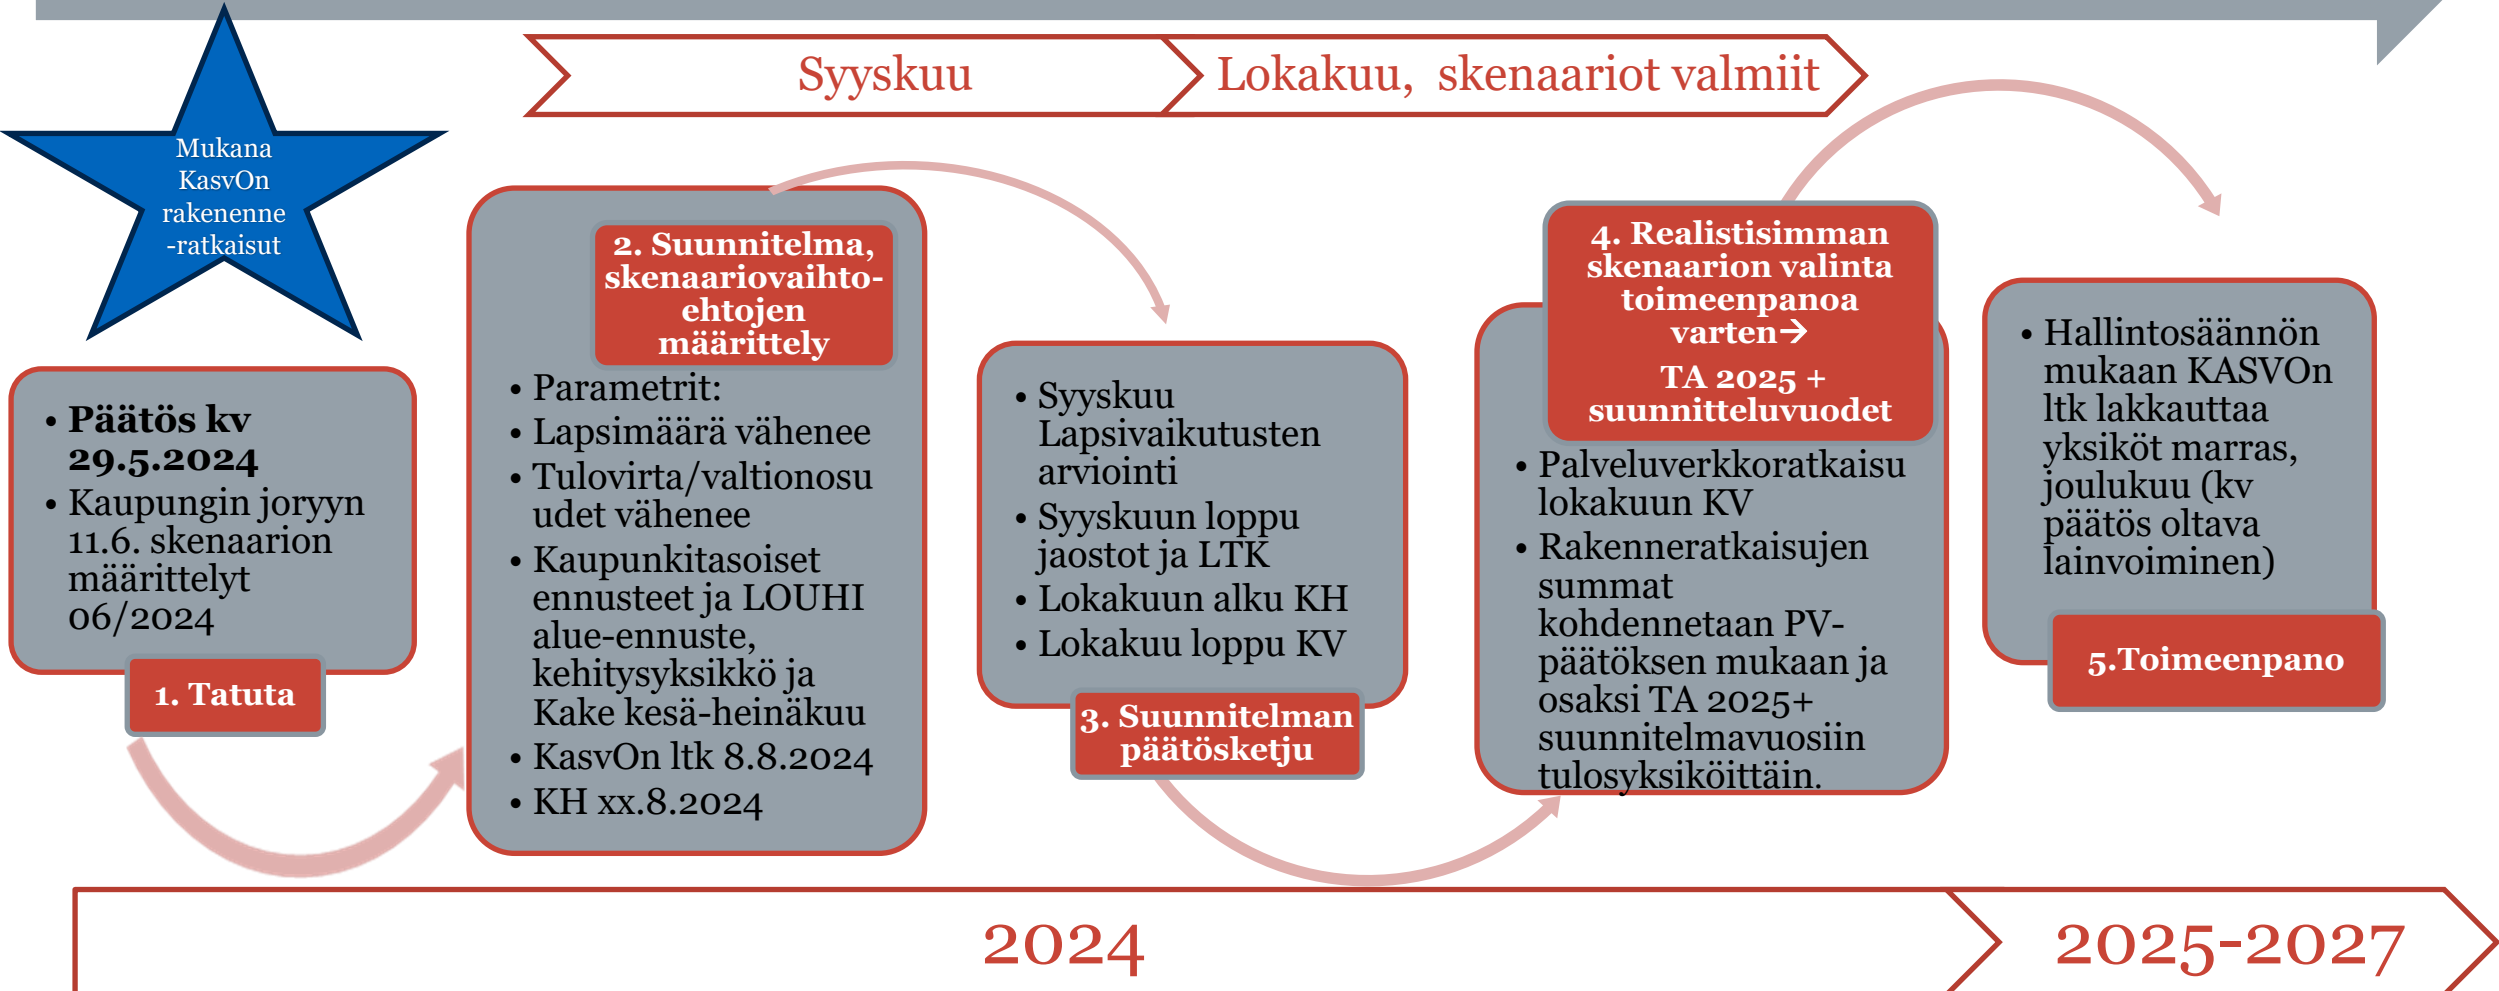 Syyskuu
Lokakuu, skenaariot valmiit
Mukana
KasvOn
rakenenne
-ratkaisut
• Päätös kv
29.5.2024
• Kaupungin joryyn
11.6. skenaarion
määrittelyt
06/2024
1. Tatuta
2. Suunnitelma,
skenaariovaihto-
ehtojen
määrittely
• Parametrit:
• Lapsimäärä vähenee
• Tulovirta/valtionosu
udet vähenee
• Kaupunkitasoiset
ennusteet ja LOUHI
alue-ennuste,
kehitysyksikkö ja
Kake kesä-heinäkuu
• KasvOn ltk 8.8.2024
• KH xx.8.2024
• Syyskuu
Lapsivaikutusten
arviointi
• Syyskuun loppu
jaostot ja LTK
• Lokakuun alku KH
• Lokakuu loppu KV
3. Suunnitelman
päätösketju
4. Realistisimman
skenaarion valinta
toimeenpanoa
varten→
TA 2025 +
suunnitteluvuodet
• Palveluverkkoratkaisu
lokakuun KV
• Rakenneratkaisujen
summat
kohdennetaan PV-
päätöksen mukaan ja
osaksi TA 2025+
suunnitelmavuosiin
tulosyksiköittäin.
• Hallintosäännön
mukaan KASVOn
ltk lakkauttaa
yksiköt marras,
joulukuu (kv
päätös oltava
lainvoiminen)
5.Toimeenpano
2024
2025-2027